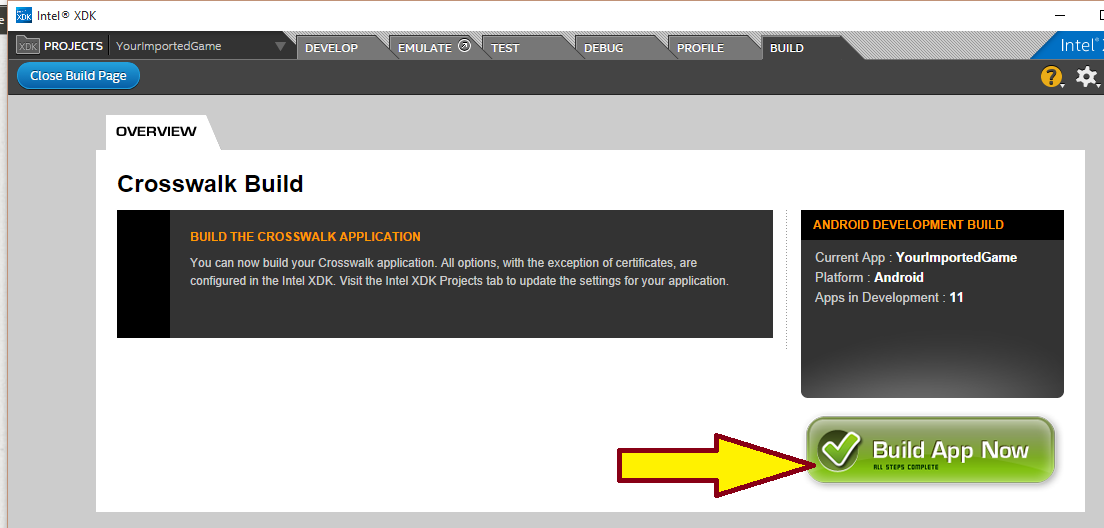 Intel® XDK
XDK PROJECTS YourImportedGame DEVELOP EMULATE TEST DEBUG PROFILE BUILD Intel®
Close Build Page ?
OVERVIEW
Crosswalk Build
BUILD THE CROSSWALK APPLICATION
You can now build your Crosswalk application. All options, with the exception of certificates, are
configured in the Intel XDK. Visit the Intel XDK Projects tab to update the settings for your application.
ANDROID DEVELOPMENT BUILD
Current App : YourImportedGame
Platform : Android
Apps in Development : 11
Build App Now
ALL STEPS COMPLETE